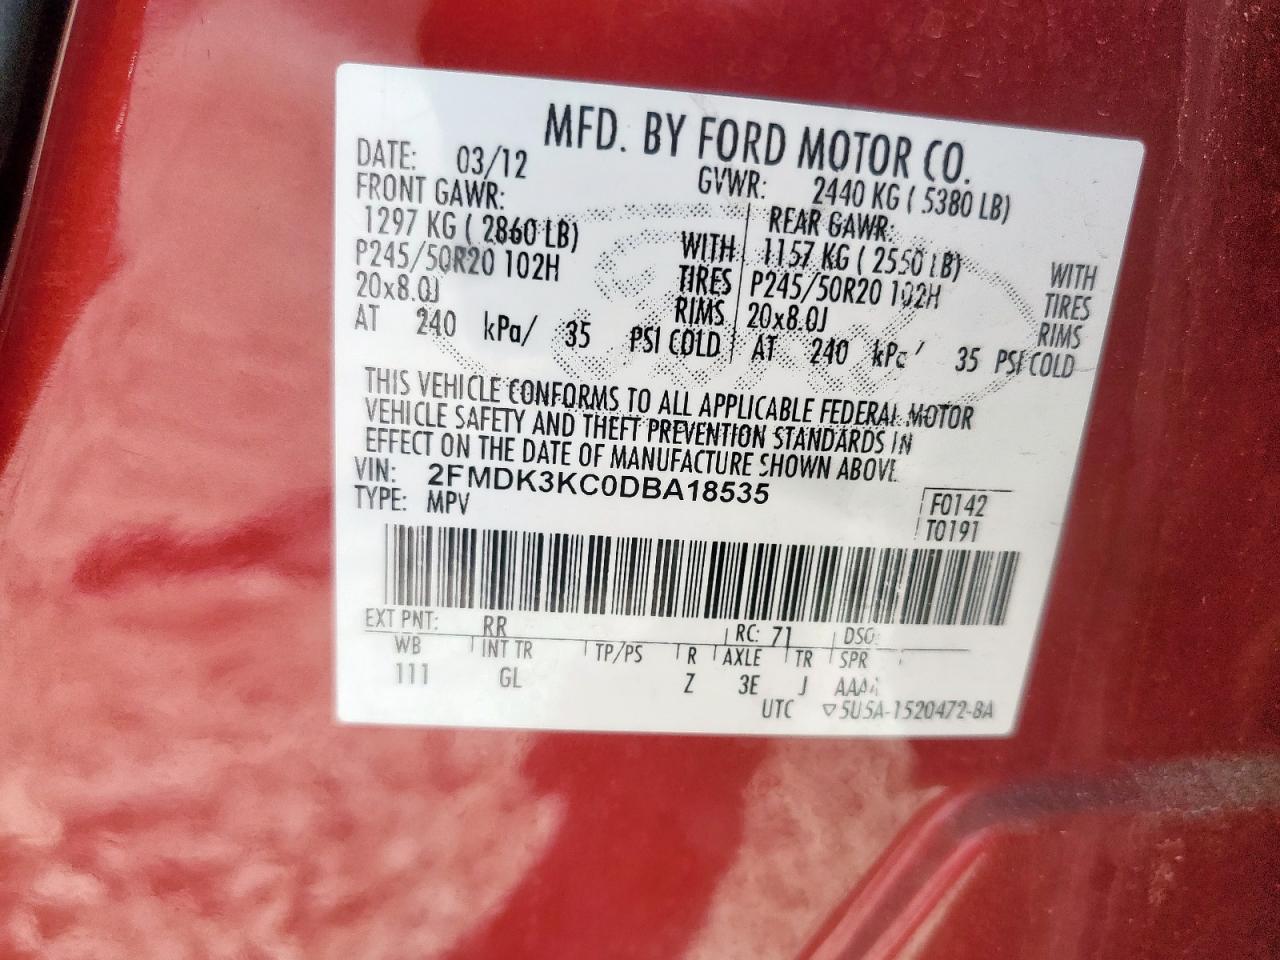 MFD. BY FORD MOTOR CO.
DATE: 03/12 GVWR: 2440 KG ( 5380 LB)
FRONT GAWR: REAR GAWR:
1297 KG ( 2860 LB) WITH 1157 KG ( 2550 LB) WITH
P245/50R20 102H TIRES P245/50R20 102H TIRES
20x8.0J RIMS 20x8.0J RIMS
AT 240 kPa/ 35 PSI COLD AT 240 kPa/ 35 PSI COLD
THIS VEHICLE CONFORMS TO ALL APPLICABLE FEDERAL MOTOR
VEHICLE SAFETY AND THEFT PREVENTION STANDARDS IN
EFFECT ON THE DATE OF MANUFACTURE SHOWN ABOVE.
VIN: 2FMDK3KC0DBA18535
TYPE: MPV
F0142
T0191
EXT PNT: RR RC: 71 DSO:
WB INT TR TP/PS R AXLE TR SPR
111 GL Z 3E J AAAA
UTC ▽5U5A-1520472-BA